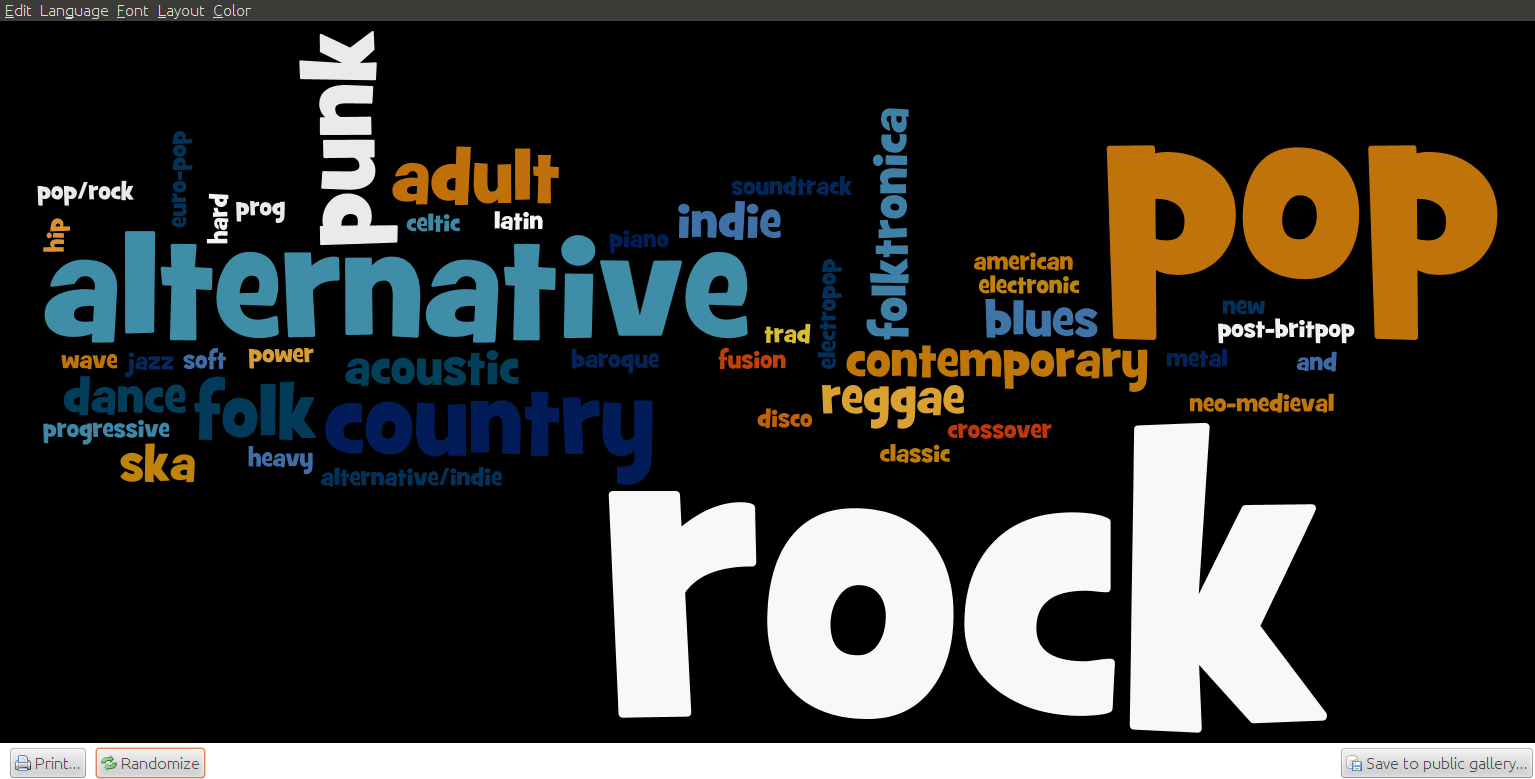 Edit Language Font Layout Color
punk
folktronica
euro-pop
pop
adult
pop/rock
soundtrack
hard
prog
celtic
latin
indie
hip
piano
alternative
american
electronic
electropop
blues
new
trad
post-britpop
wave
jazz
soft
power
acoustic
baroque
fusion
contemporary
metal
and
dance
folk
country
reggae
neo-medieval
disco
progressive
crossover
ska
heavy
classic
alternative/indie
rock
Print... Randomize Save to public gallery...